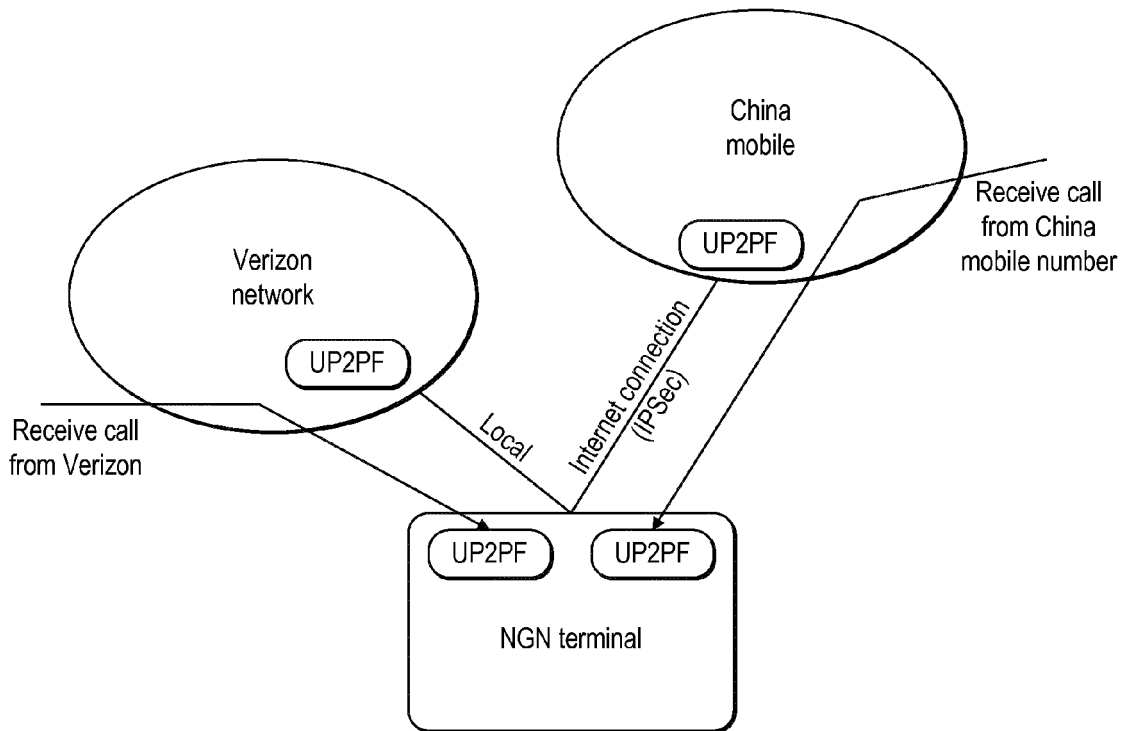 China
mobile
UP2PF
Receive call
from China
mobile number
Verizon
network
UP2PF
Receive call
from Verizon
Local
Internet connection
(IPSec)
UP2PF
UP2PF
NGN terminal